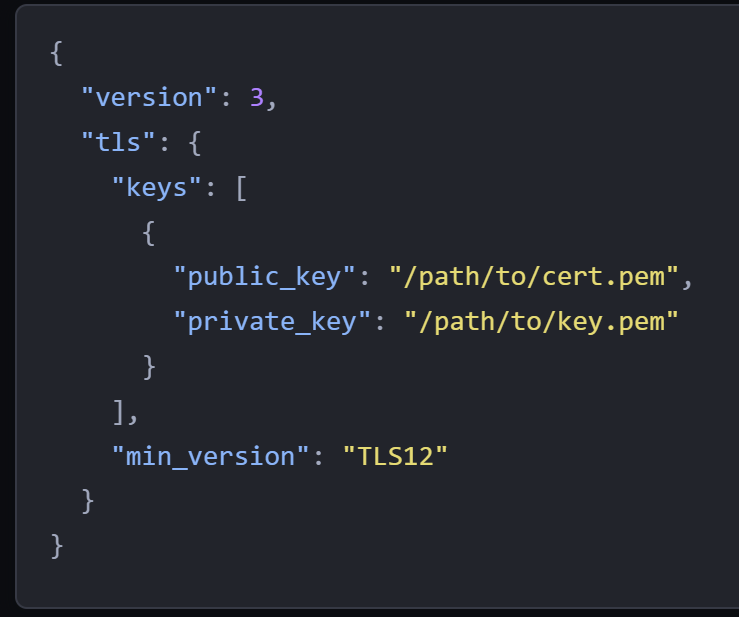 {
  "version": 3,
  "tls": {
    "keys": [
      {
        "public_key": "/path/to/cert.pem",
        "private_key": "/path/to/key.pem"
      }
    ],
    "min_version": "TLS12"
  }
}